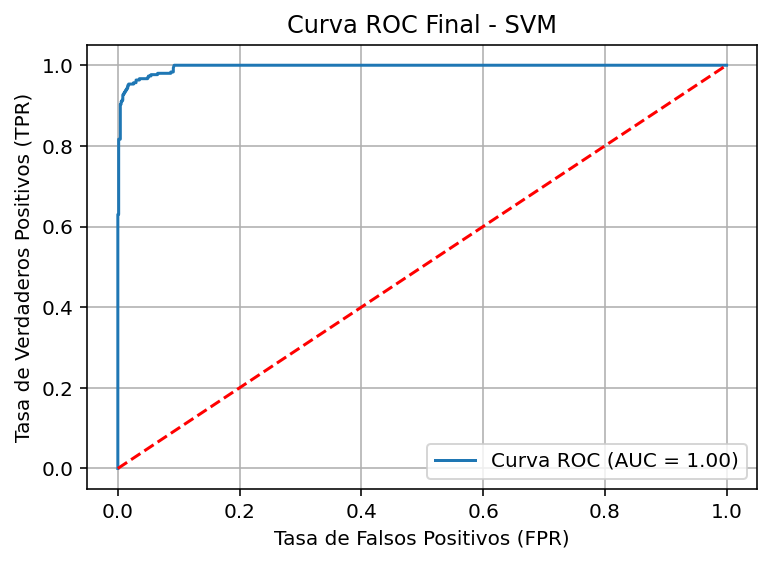 Curva ROC Final - SVM
Tasa de Verdaderos Positivos (TPR)
1.0
0.8
0.6
0.4
0.2
0.0
Curva ROC (AUC = 1.00)
0.0 0.2 0.4 0.6 0.8 1.0
Tasa de Falsos Positivos (FPR)